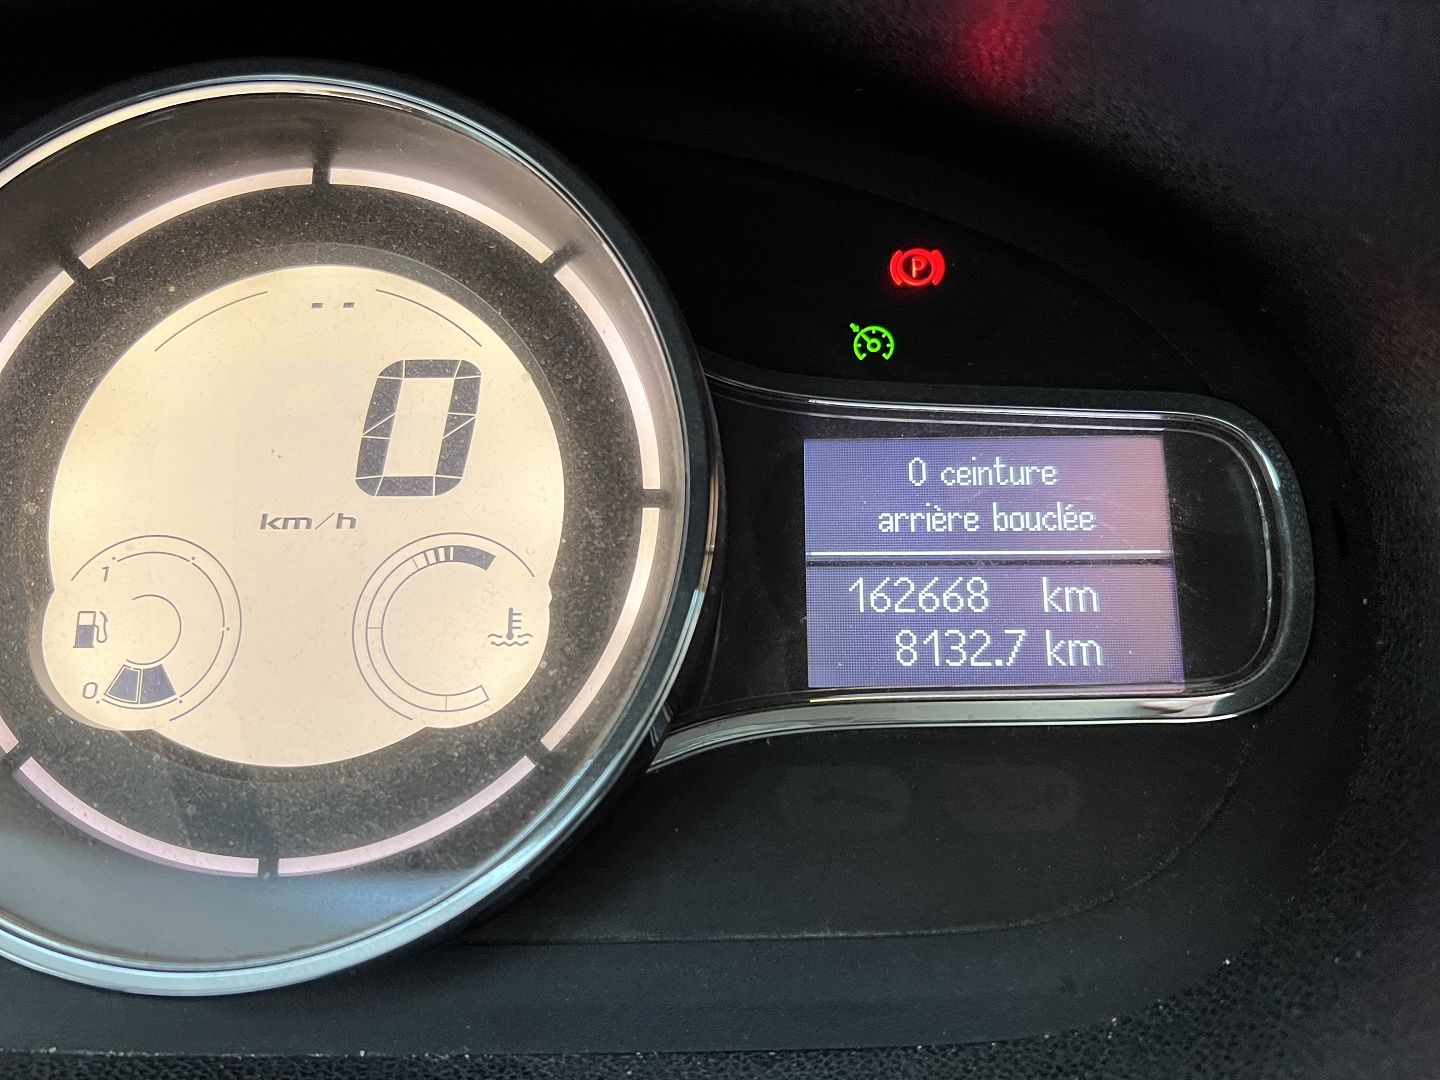 P
-- 
0
km/h
1
0
0 ceinture
arrière bouclée
162668 km
8132.7 km